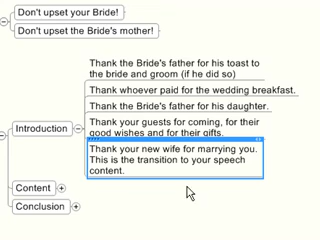 Don't upset your Bride!
Don't upset the Bride's mother!
Thank the Bride's father for his toast to
the bride and groom (if he did so)
Thank whoever paid for the wedding breakfast.
Thank the Bride's father for his daughter.
Introduction
Thank your guests for coming, for their
good wishes and for their gifts.
Thank your new wife for marrying you.
This is the transition to your speech
content.
Content
Conclusion